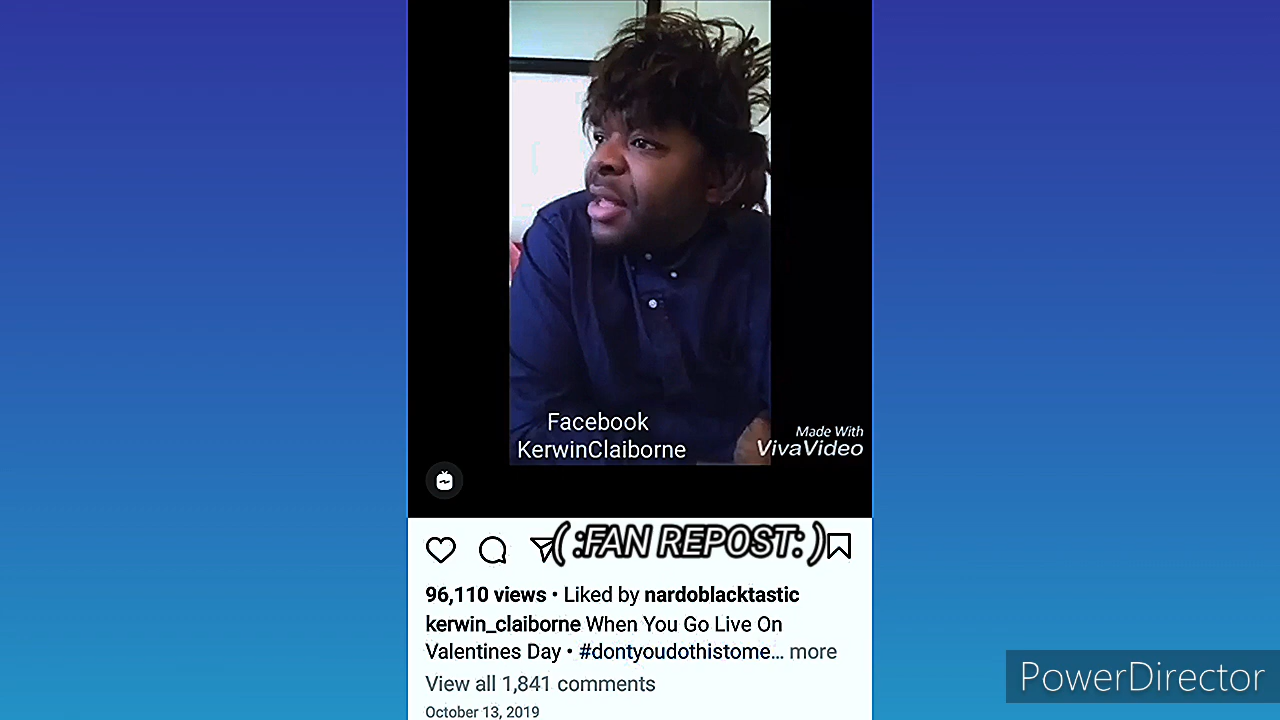 Facebook
KerwinClaiborne
Made With
VivaVideo
( :FAN REPOST: )
96,110 views • Liked by nardoblacktastic
kerwin_claiborne When You Go Live On
Valentines Day • #dontyoudothistome... more
View all 1,841 comments
October 13, 2019
PowerDirector